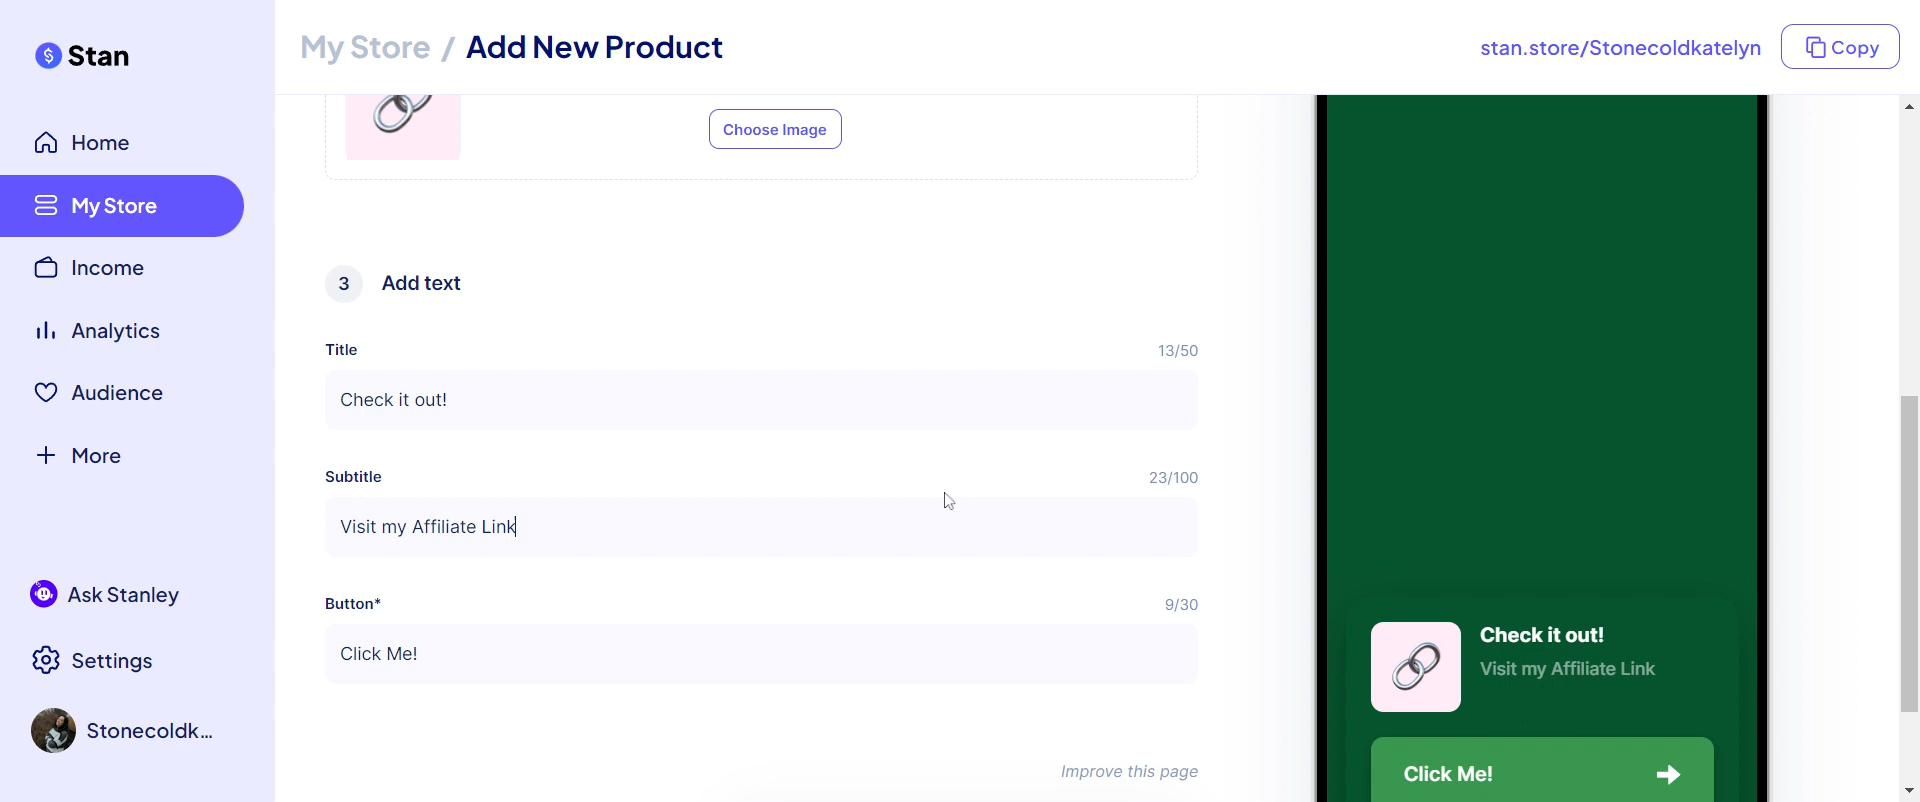 Stan
My Store / Add New Product
stan.store/Stonecoldkatelyn
Copy
Home
My Store
Income
Analytics
Audience
More
Ask Stanley
Settings
Stonecoldk...
Choose Image
3 Add text
Title 13/50
Check it out!
Subtitle 23/100
Visit my Affiliate Link
Button* 9/30
Click Me!
Improve this page
Check it out!
Visit my Affiliate Link
Click Me!